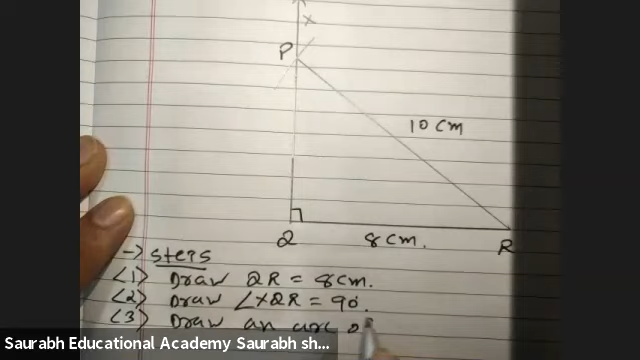 X
P
10 cm
Q
8 cm.
R
→ Steps
(1) Draw QR = 8cm.
(2) Draw ∠XQR = 90.
(3) Draw an arc o
Saurabh Educational Academy Saurabh sh...